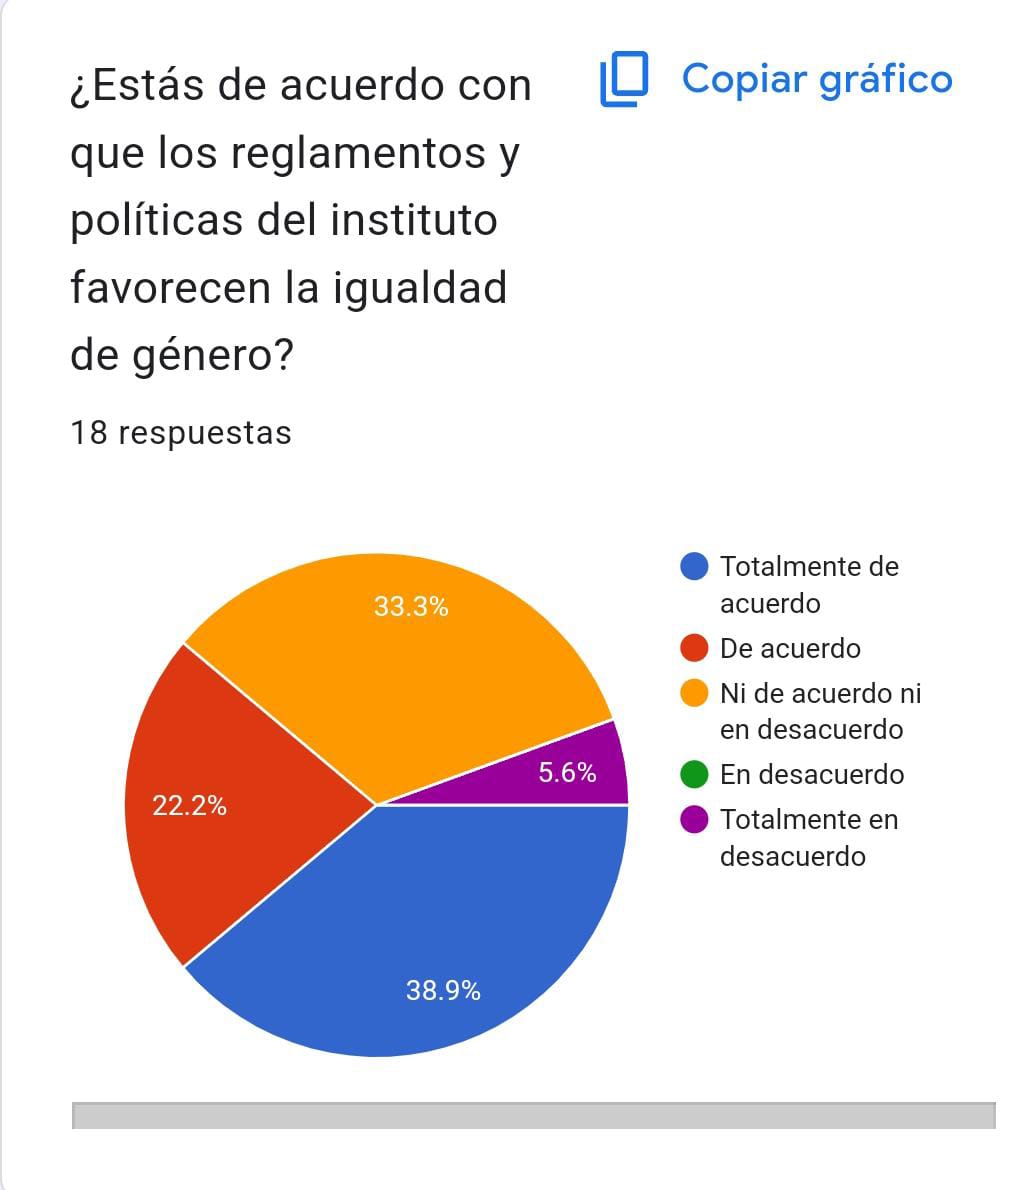 ¿Estás de acuerdo con
que los reglamentos y
políticas del instituto
favorecen la igualdad
de género?
Copiar gráfico
18 respuestas
33.3%
5.6%
22.2%
38.9%
Totalmente de
acuerdo
De acuerdo
Ni de acuerdo ni
en desacuerdo
En desacuerdo
Totalmente en
desacuerdo